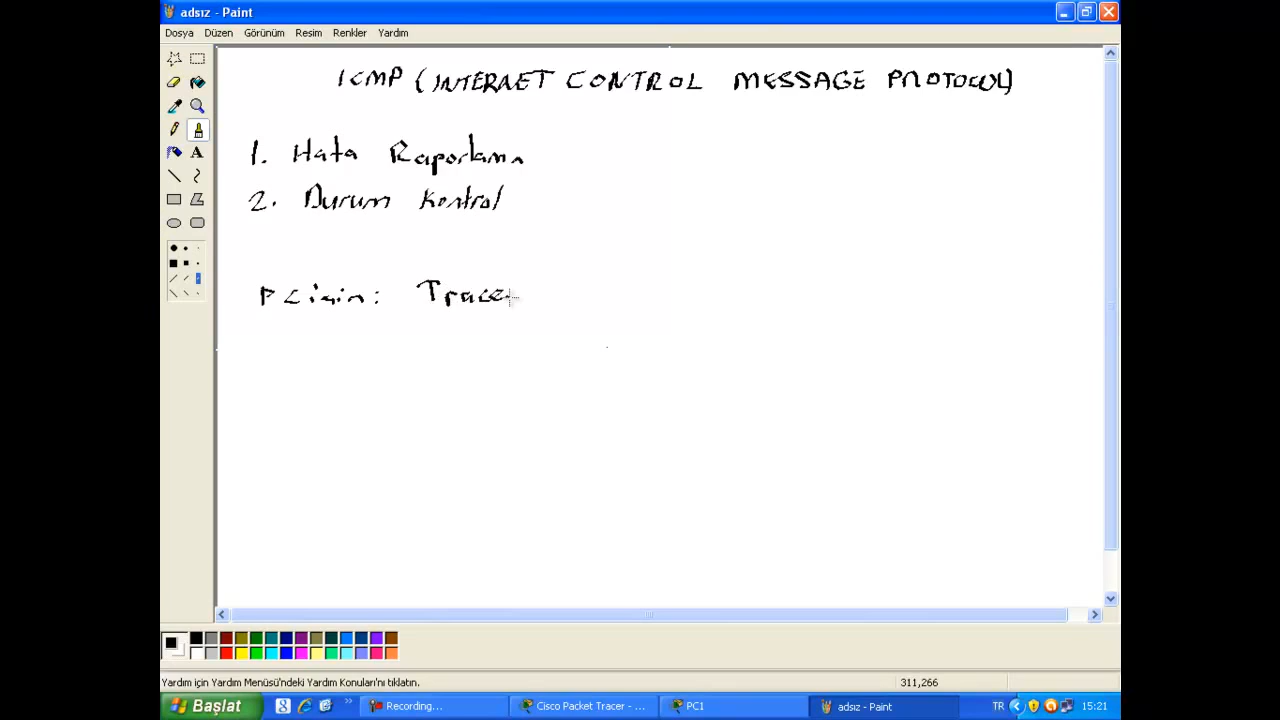 adsız - Paint
Dosya Düzen Görünüm Resim Renkler Yardım
ICMP (INTERNET CONTROL MESSAGE PROTOCOL)
1. Hata Raporlama
2. Durum Kontrol
PC için: Trace
Yardım için Yardım Menüsü'ndeki Yardım Konuları'nı tıklatın.
311,266
Başlat
Recording...
Cisco Packet Tracer - ...
PC1
adsız - Paint
TR
15:21